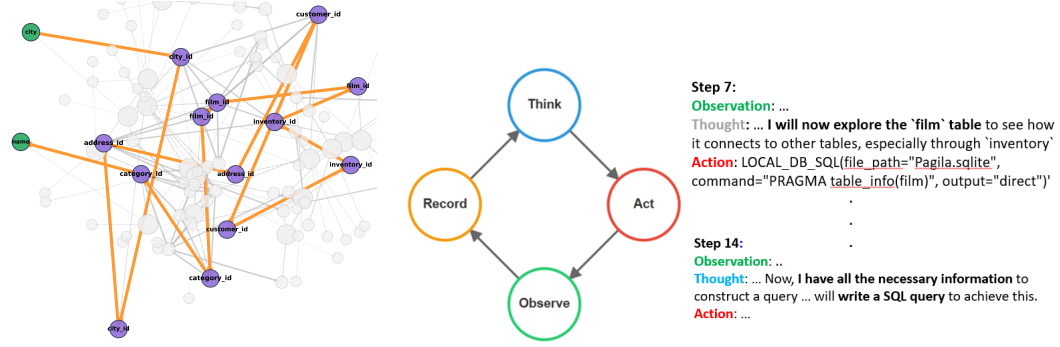 customer_id
city
city_id
film_id
film_id
film_id
inventory_id
name
address_id
inventory_id
category_id
address_id
customer_id
category_id
city_id
Think
Record
Act
Observe
Step 7:
Observation: ...
Thought: ... I will now explore the `film` table to see how
it connects to other tables, especially through `inventory`
Action: LOCAL_DB_SQL(file_path="Pagila.sqlite",
command="PRAGMA table_info(film)", output="direct")'
.
.
.
Step 14:
Observation: ..
Thought: ... Now, I have all the necessary information to
construct a query ... will write a SQL query to achieve this.
Action: ...